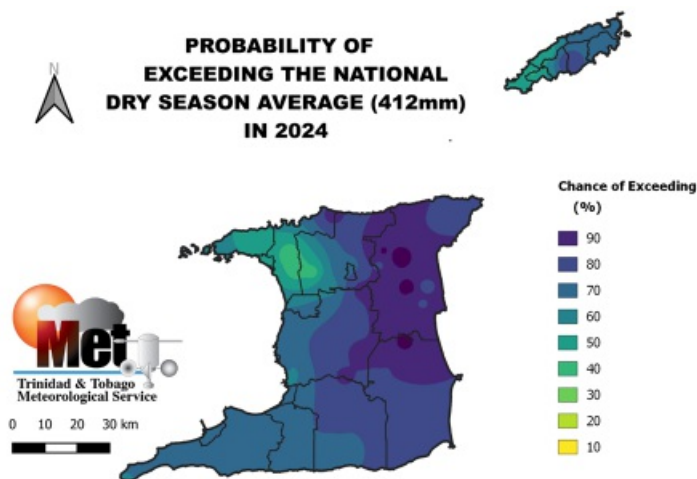 PROBABILITY OF
EXCEEDING THE NATIONAL
DRY SEASON AVERAGE (412mm)
IN 2024
N
Chance of Exceeding
(%)
90
80
70
60
50
40
30
20
10
Met
Trinidad & Tobago
Meteorological Service
0 10 20 30 km